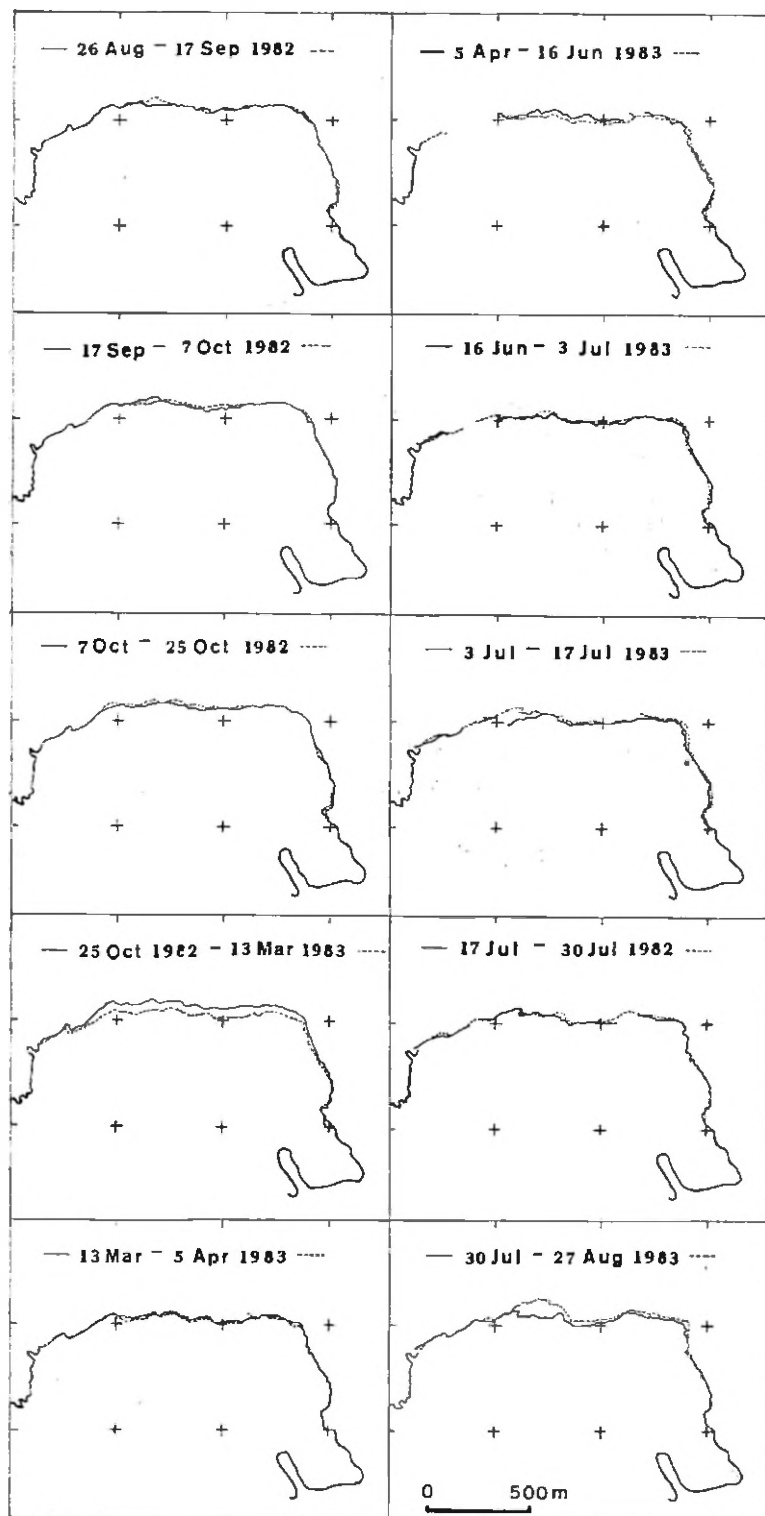 26 Aug – 17 Sep 1982
17 Sep – 7 Oct 1982
7 Oct – 25 Oct 1982
25 Oct 1982 – 13 Mar 1983
13 Mar – 5 Apr 1983
5 Apr – 16 Jun 1983
16 Jun – 3 Jul 1983
3 Jul – 17 Jul 1983
17 Jul – 30 Jul 1982
30 Jul – 27 Aug 1983
0 500m